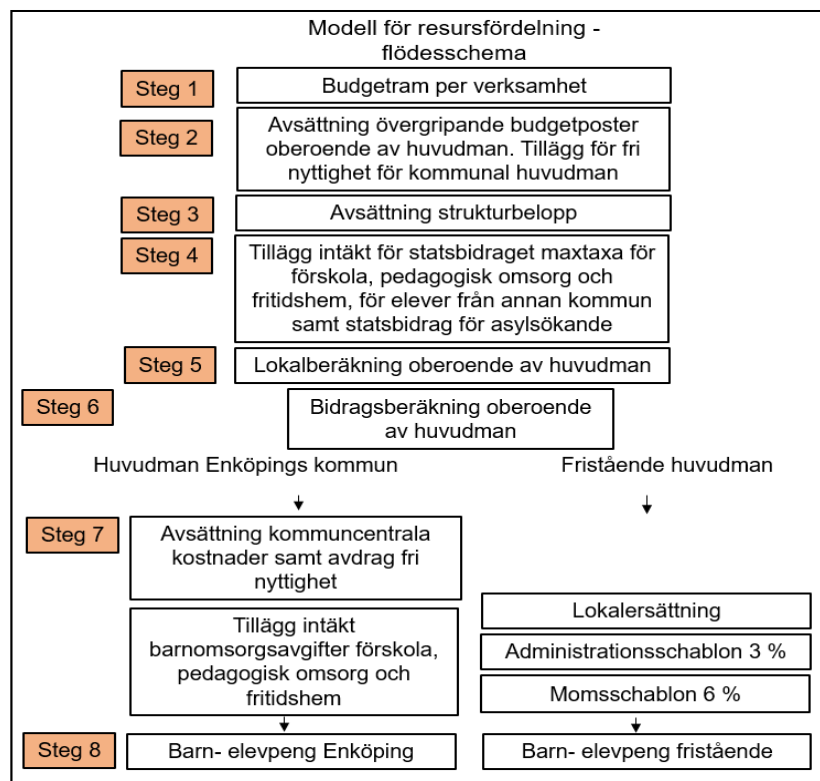 Modell för resursfördelning -
flödesschema
Steg 1
Budgetram per verksamhet
Steg 2
Avsättning övergripande budgetposter
oberoende av huvudman. Tillägg för fri
nyttighet för kommunal huvudman
Steg 3
Avsättning strukturbelopp
Steg 4
Tillägg intäkt för statsbidraget maxtaxa för
förskola, pedagogisk omsorg och
fritidshem, för elever från annan kommun
samt statsbidrag för asylsökande
Steg 5
Lokalberäkning oberoende av huvudman
Steg 6
Bidragsberäkning oberoende
av huvudman
Huvudman Enköpings kommun
Fristående huvudman
Steg 7
Avsättning kommuncentrala
kostnader samt avdrag fri
nyttighet
Tillägg intäkt
barnomsorgsavgifter förskola,
pedagogisk omsorg och
fritidshem
Lokalersättning
Administrationsschablon 3 %
Momsschablon 6 %
Steg 8
Barn- elevpeng Enköping
Barn- elevpeng fristående